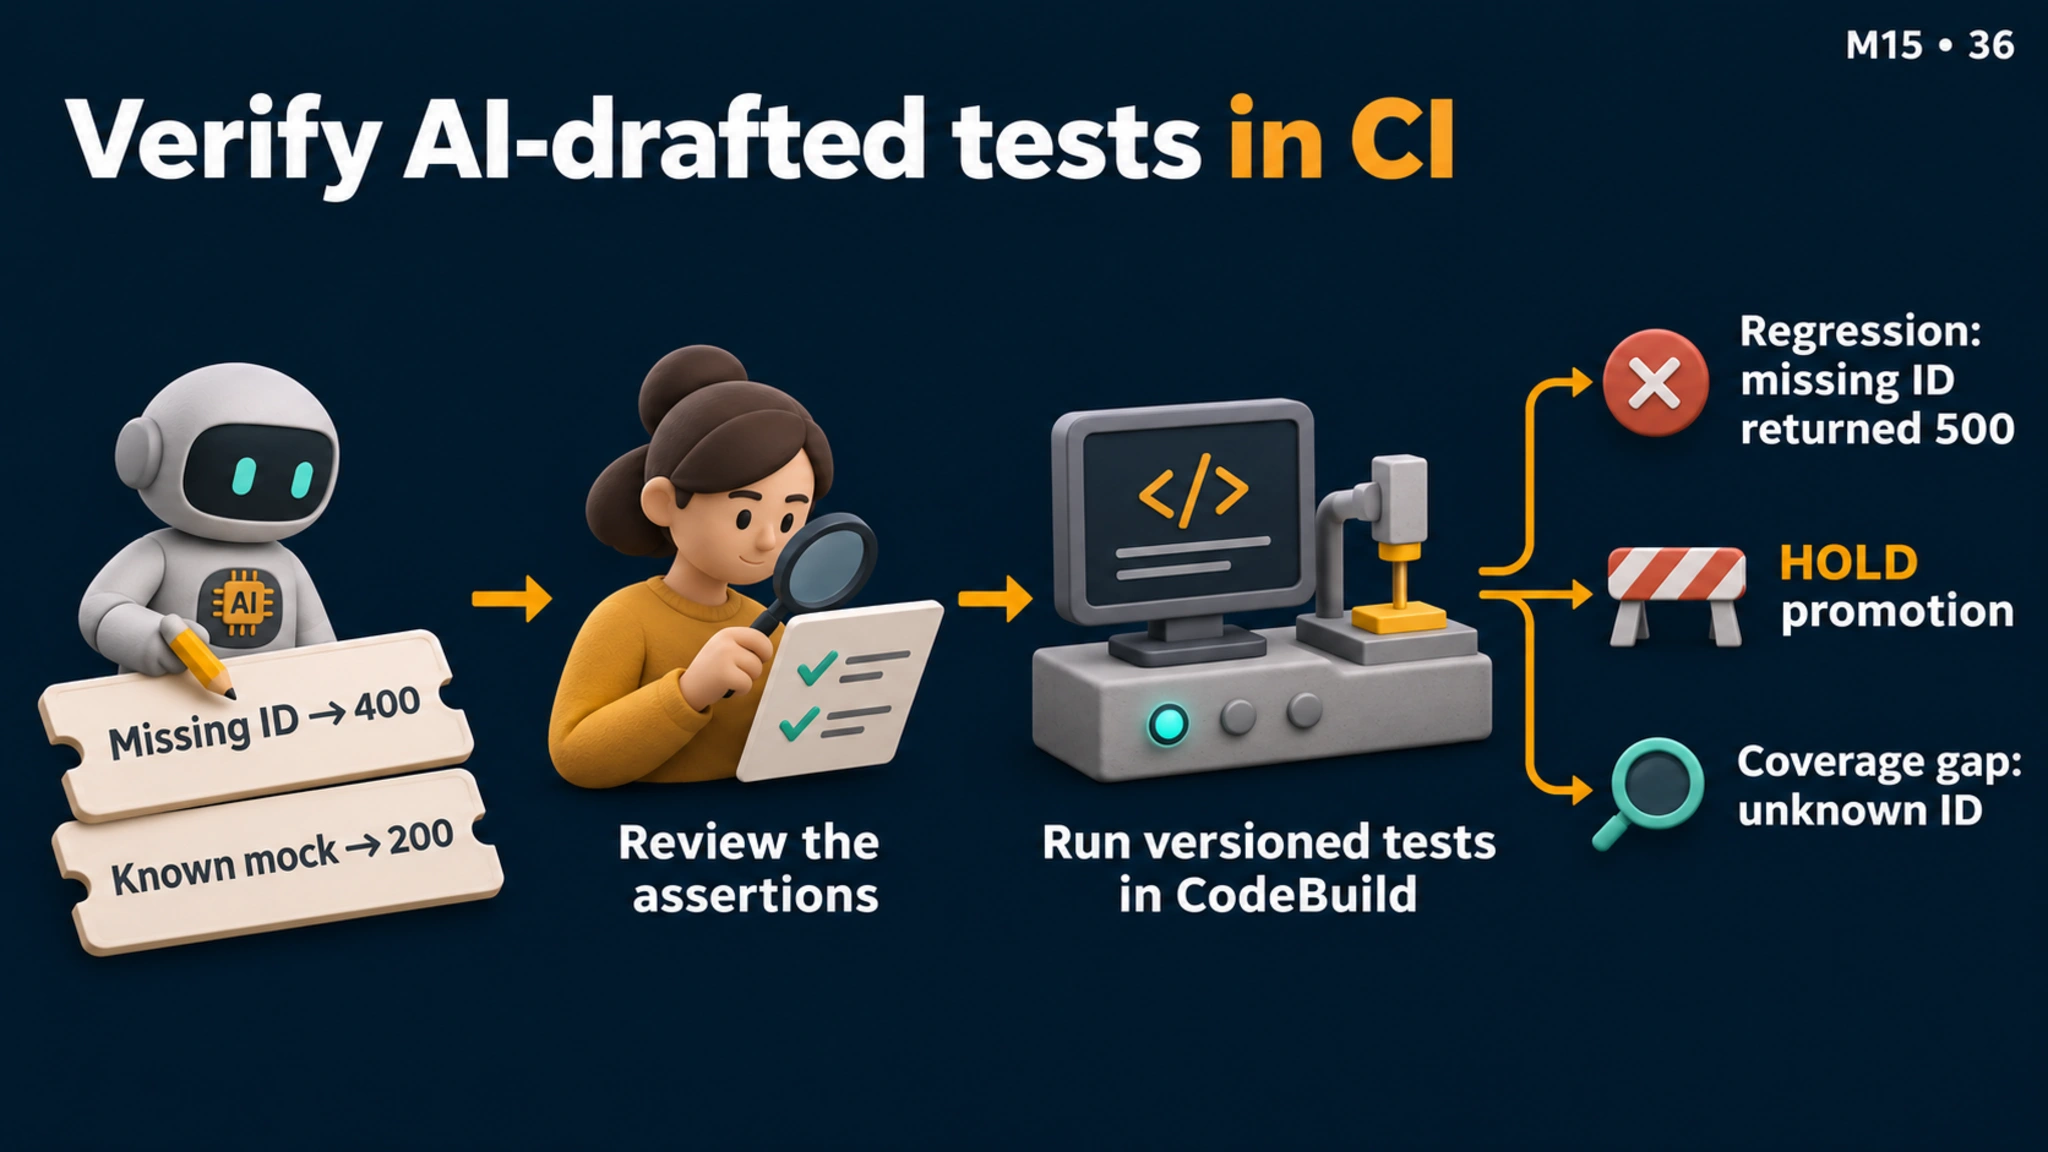 M15 • 36
Verify AI-drafted tests in CI
AI
Missing ID → 400
Known mock → 200
Review the
assertions
</>
Run versioned tests
in CodeBuild
Regression:
missing ID
returned 500
HOLD
promotion
Coverage gap:
unknown ID